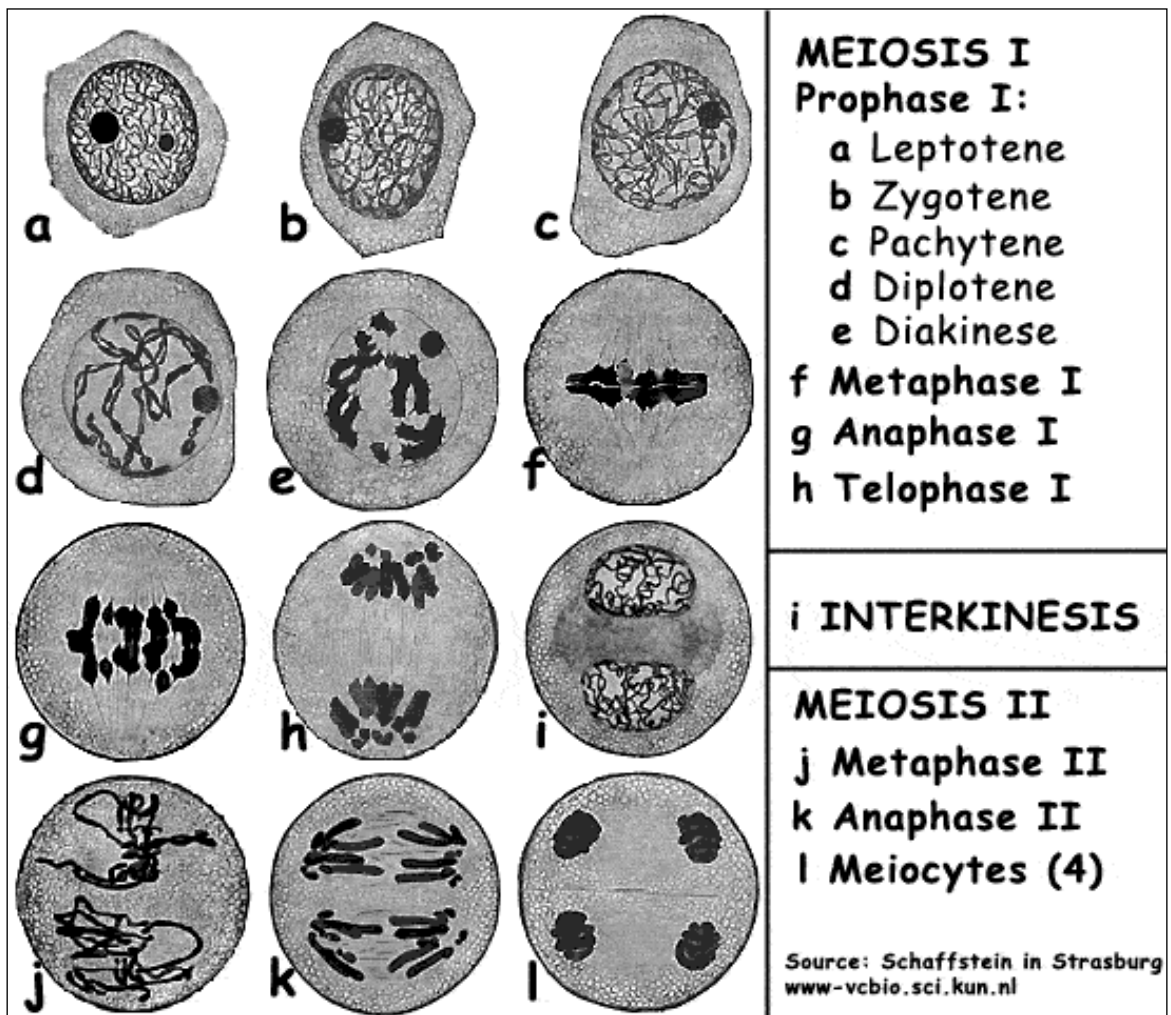 a
b
c
d
e
f
g
h
i
j
k
l
MEIOSIS I
Prophase I:
a Leptotene
b Zygotene
c Pachytene
d Diplotene
e Diakinese
f Metaphase I
g Anaphase I
h Telophase I
i INTERKINESIS
MEIOSIS II
j Metaphase II
k Anaphase II
l Meiocytes (4)
Source: Schaffstein in Strasburg
www-vcbio.sci.kun.nl